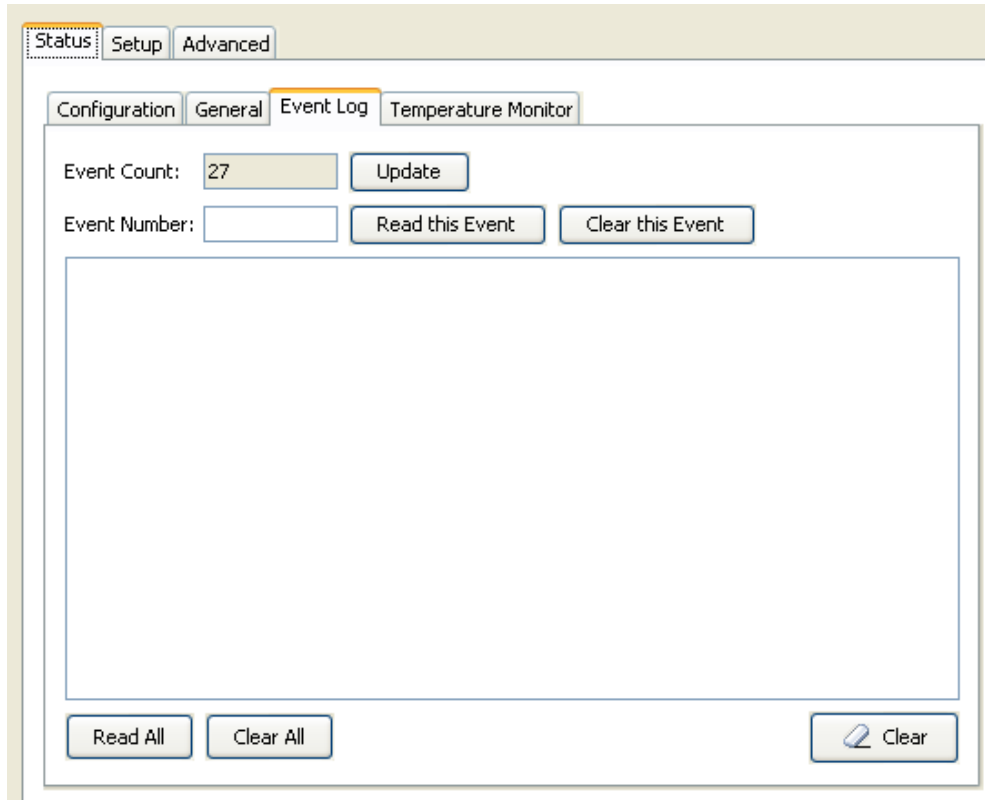 Status Setup Advanced
Configuration General Event Log Temperature Monitor
Event Count: 27 Update
Event Number: Read this Event Clear this Event
Read All Clear All Clear